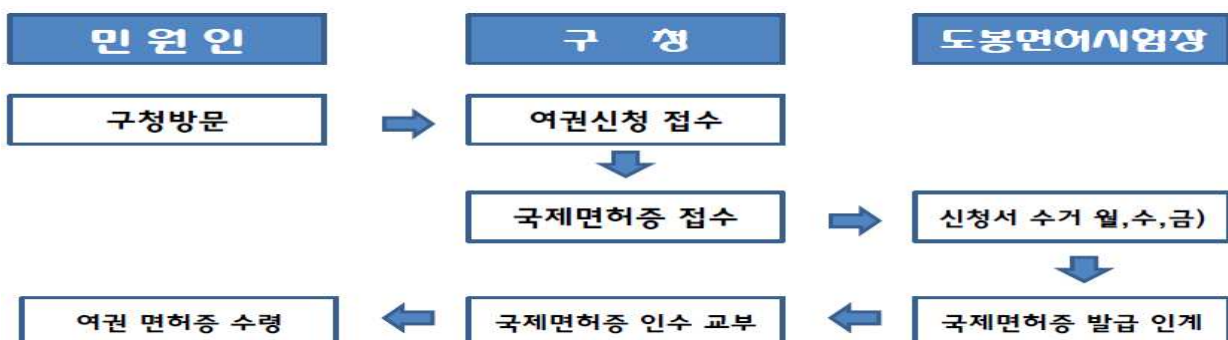 민 원 인
구 청
도봉면허시험장
구청방문
여권신청 접수
국제면허증 접수
신청서 수거 월,수,금)
여권 면허증 수령
국제면허증 인수 교부
국제면허증 발급 인계